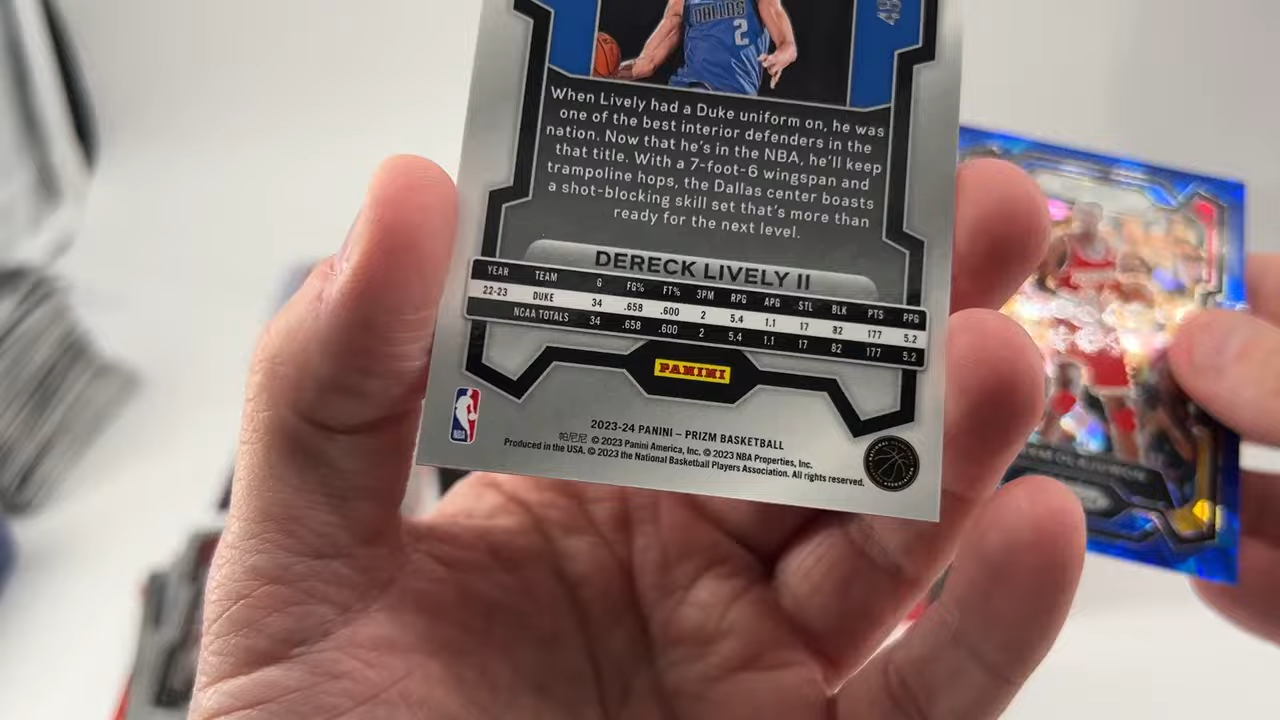 DALLAS
2
When Lively had a Duke uniform on, he was
one of the best interior defenders in the
nation. Now that he's in the NBA, he'll keep
that title. With a 7-foot-6 wingspan and
trampoline hops, the Dallas center boasts
a shot-blocking skill set that's more than
ready for the next level.
DERECK LIVELY II
YEAR TEAM G FG% FT% 3PM RPG APG STL BLK PTS PPG
22-23 DUKE 34 .658 .600 2 5.4 1.1 17 82 177 5.2
NCAA TOTALS 34 .658 .600 2 5.4 1.1 17 82 177 5.2
PANINI
NBA
2023-24 PANINI – PRIZM BASKETBALL
帕尼尼 © 2023 Panini America, Inc. © 2023 NBA Properties, Inc.
Produced in the USA. © 2023 the National Basketball Players Association. All rights reserved.